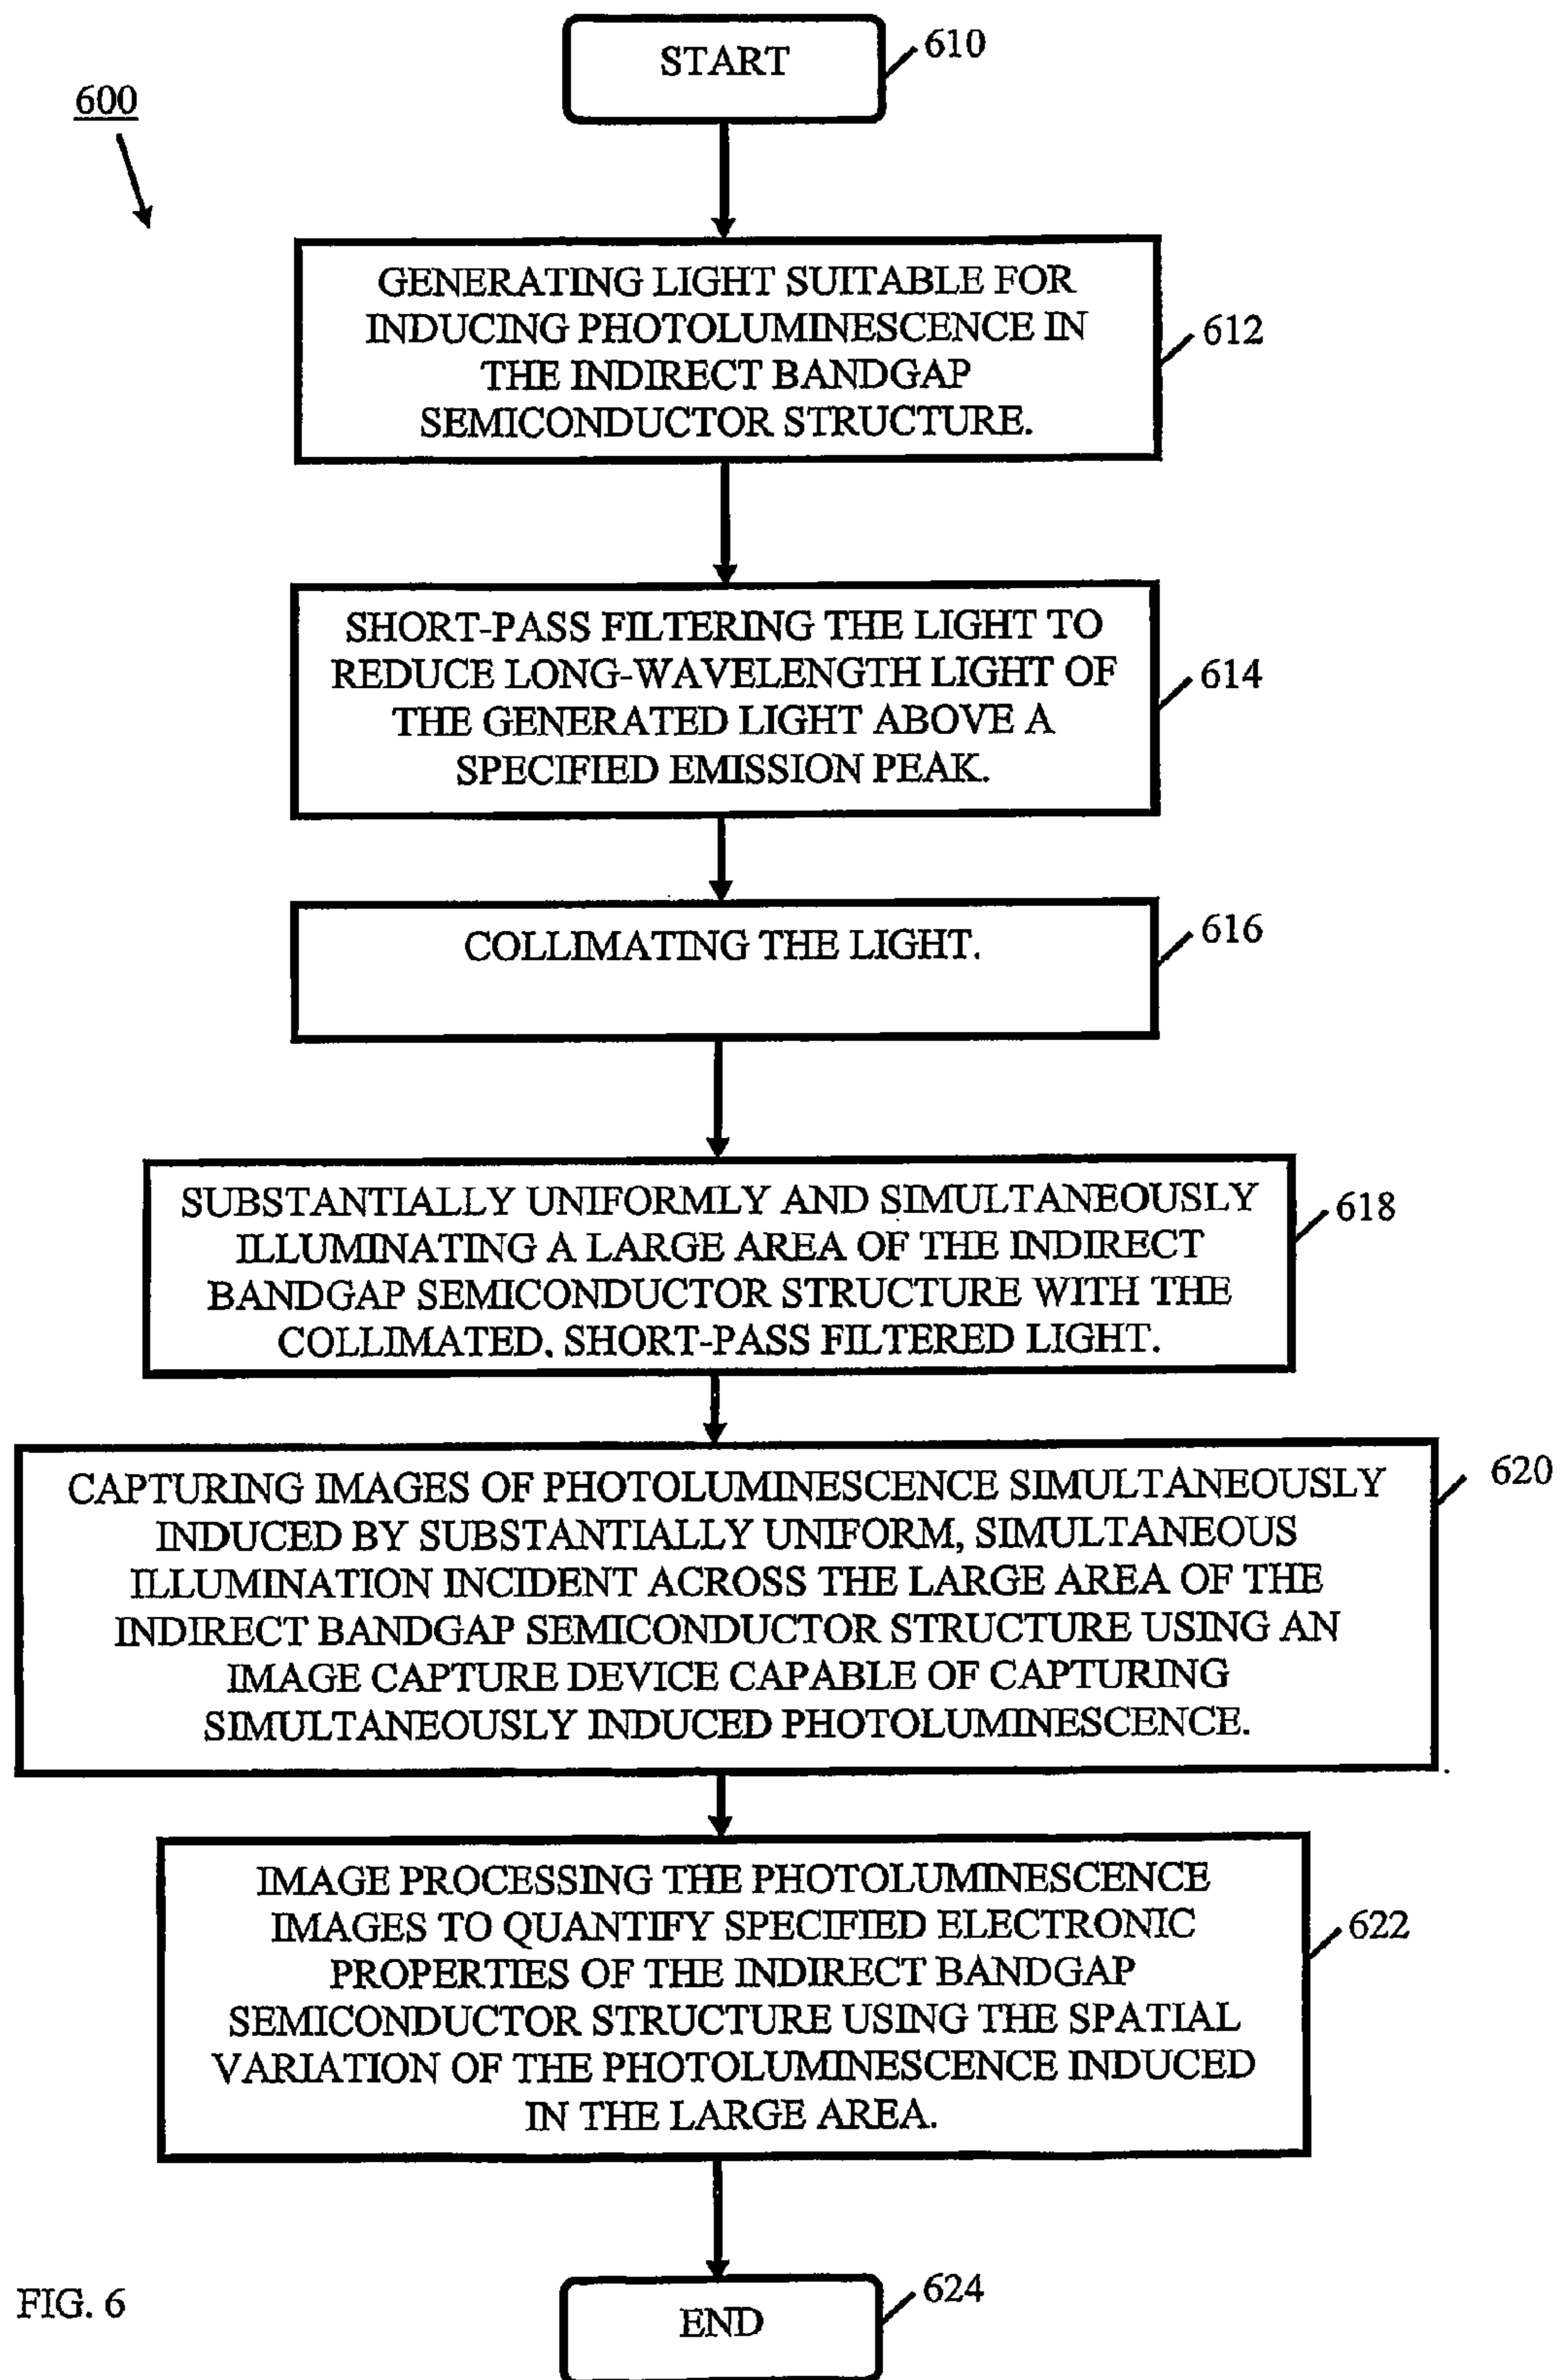 START
610
600
GENERATING LIGHT SUITABLE FOR
INDUCING PHOTOLUMINESCENCE IN
THE INDIRECT BANDGAP
SEMICONDUCTOR STRUCTURE.
612
SHORT-PASS FILTERING THE LIGHT TO
REDUCE LONG-WAVELENGTH LIGHT OF
THE GENERATED LIGHT ABOVE A
SPECIFIED EMISSION PEAK.
614
COLLIMATING THE LIGHT.
616
SUBSTANTIALLY UNIFORMLY AND SIMULTANEOUSLY
ILLUMINATING A LARGE AREA OF THE INDIRECT
BANDGAP SEMICONDUCTOR STRUCTURE WITH THE
COLLIMATED. SHORT-PASS FILTERED LIGHT.
618
CAPTURING IMAGES OF PHOTOLUMINESCENCE SIMULTANEOUSLY
INDUCED BY SUBSTANTIALLY UNIFORM, SIMULTANEOUS
ILLUMINATION INCIDENT ACROSS THE LARGE AREA OF THE
INDIRECT BANDGAP SEMICONDUCTOR STRUCTURE USING AN
IMAGE CAPTURE DEVICE CAPABLE OF CAPTURING
SIMULTANEOUSLY INDUCED PHOTOLUMINESCENCE.
620
IMAGE PROCESSING THE PHOTOLUMINESCENCE
IMAGES TO QUANTIFY SPECIFIED ELECTRONIC
PROPERTIES OF THE INDIRECT BANDGAP
SEMICONDUCTOR STRUCTURE USING THE SPATIAL
VARIATION OF THE PHOTOLUMINESCENCE INDUCED
IN THE LARGE AREA.
622
END
624
FIG. 6